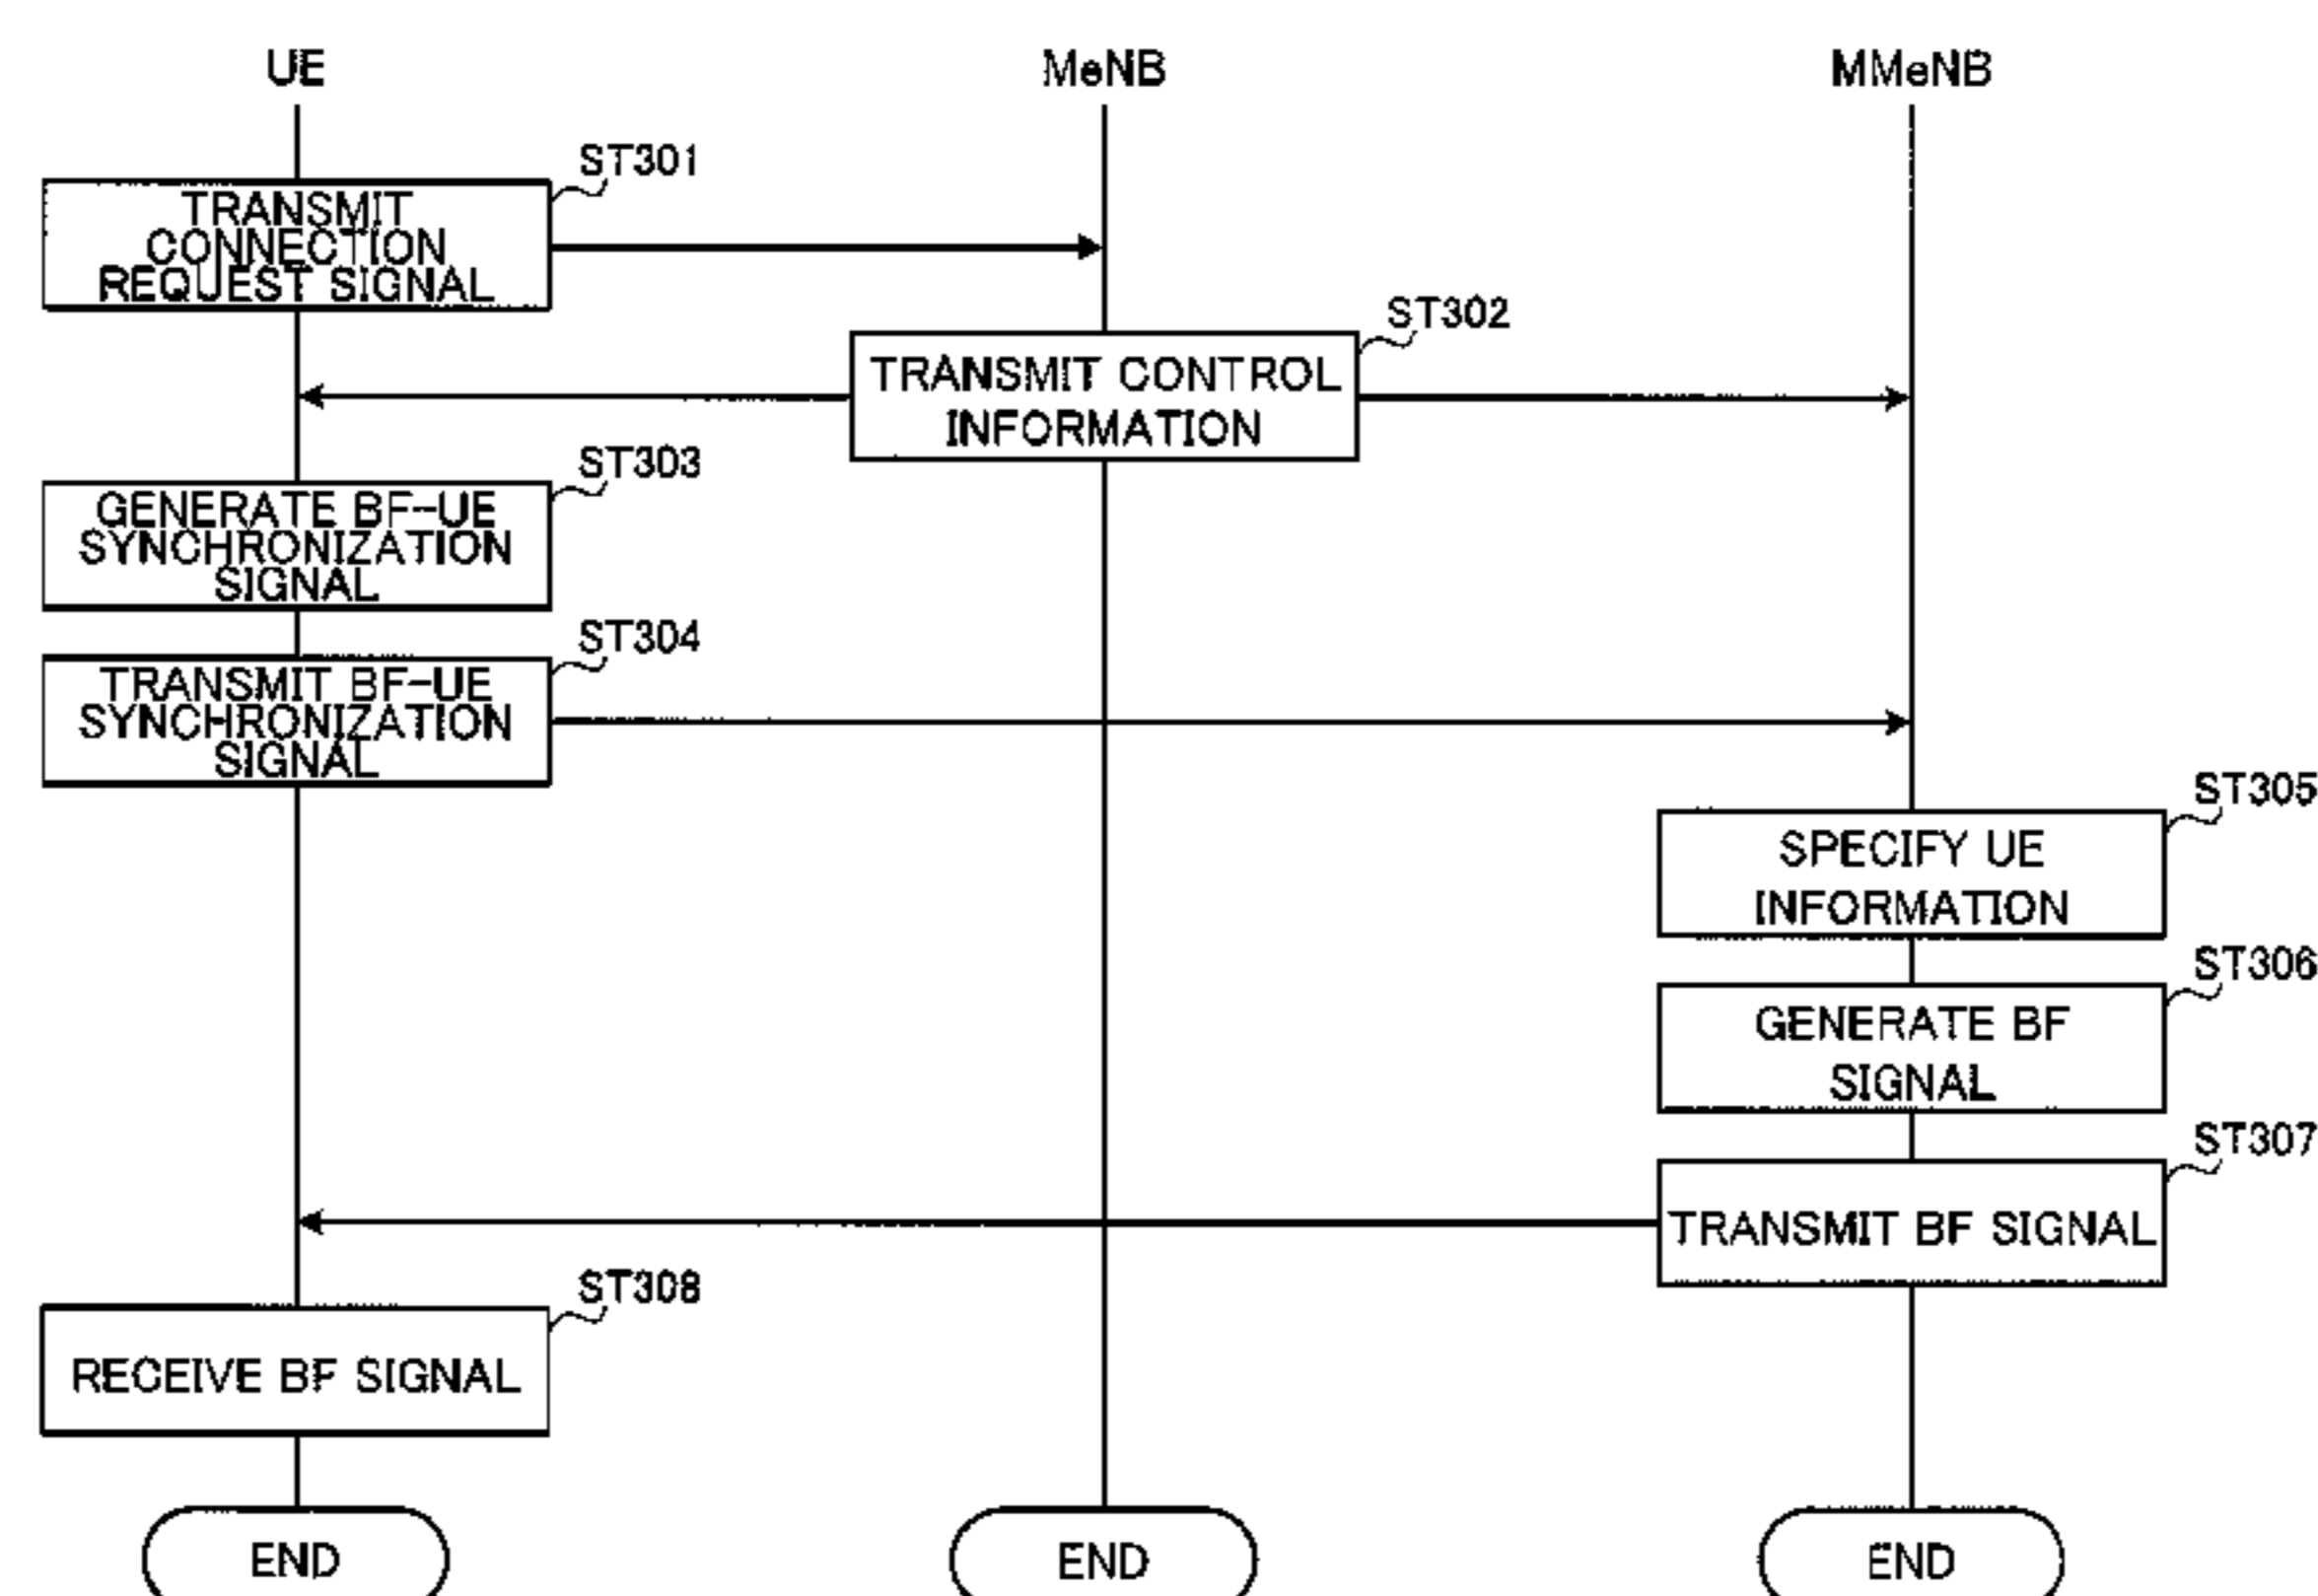 UE
MeNB
MMeNB
ST301
TRANSMIT
CONNECTION
REQUEST SIGNAL
ST302
TRANSMIT CONTROL
INFORMATION
ST303
GENERATE BF-UE
SYNCHRONIZATION
SIGNAL
ST304
TRANSMIT BF-UE
SYNCHRONIZATION
SIGNAL
ST305
SPECIFY UE
INFORMATION
ST306
GENERATE BF
SIGNAL
ST307
TRANSMIT BF SIGNAL
ST308
RECEIVE BF SIGNAL
END
END
END